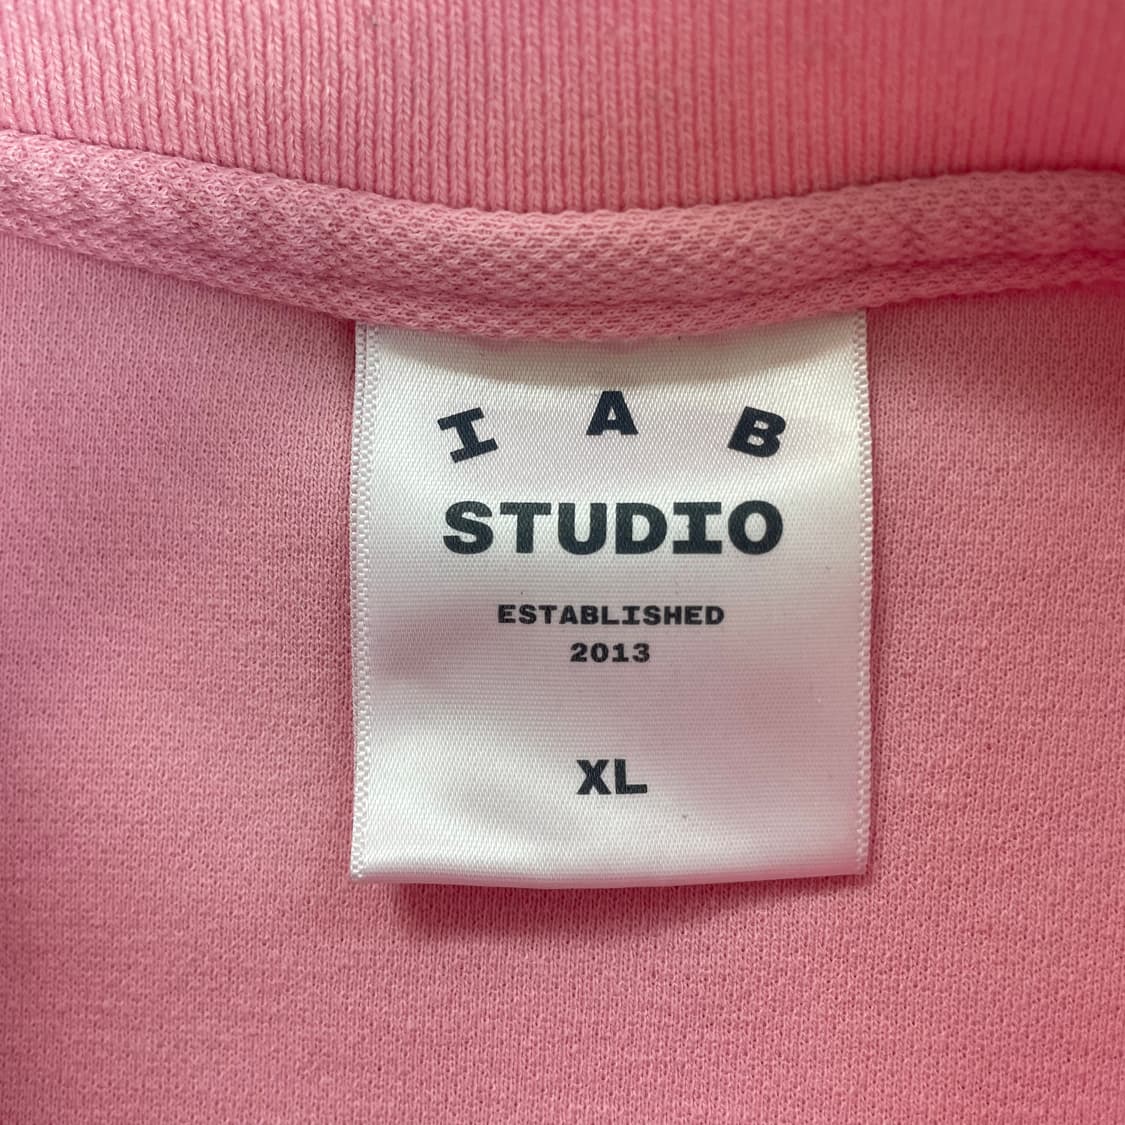 I A B
STUDIO
ESTABLISHED
2013
XL